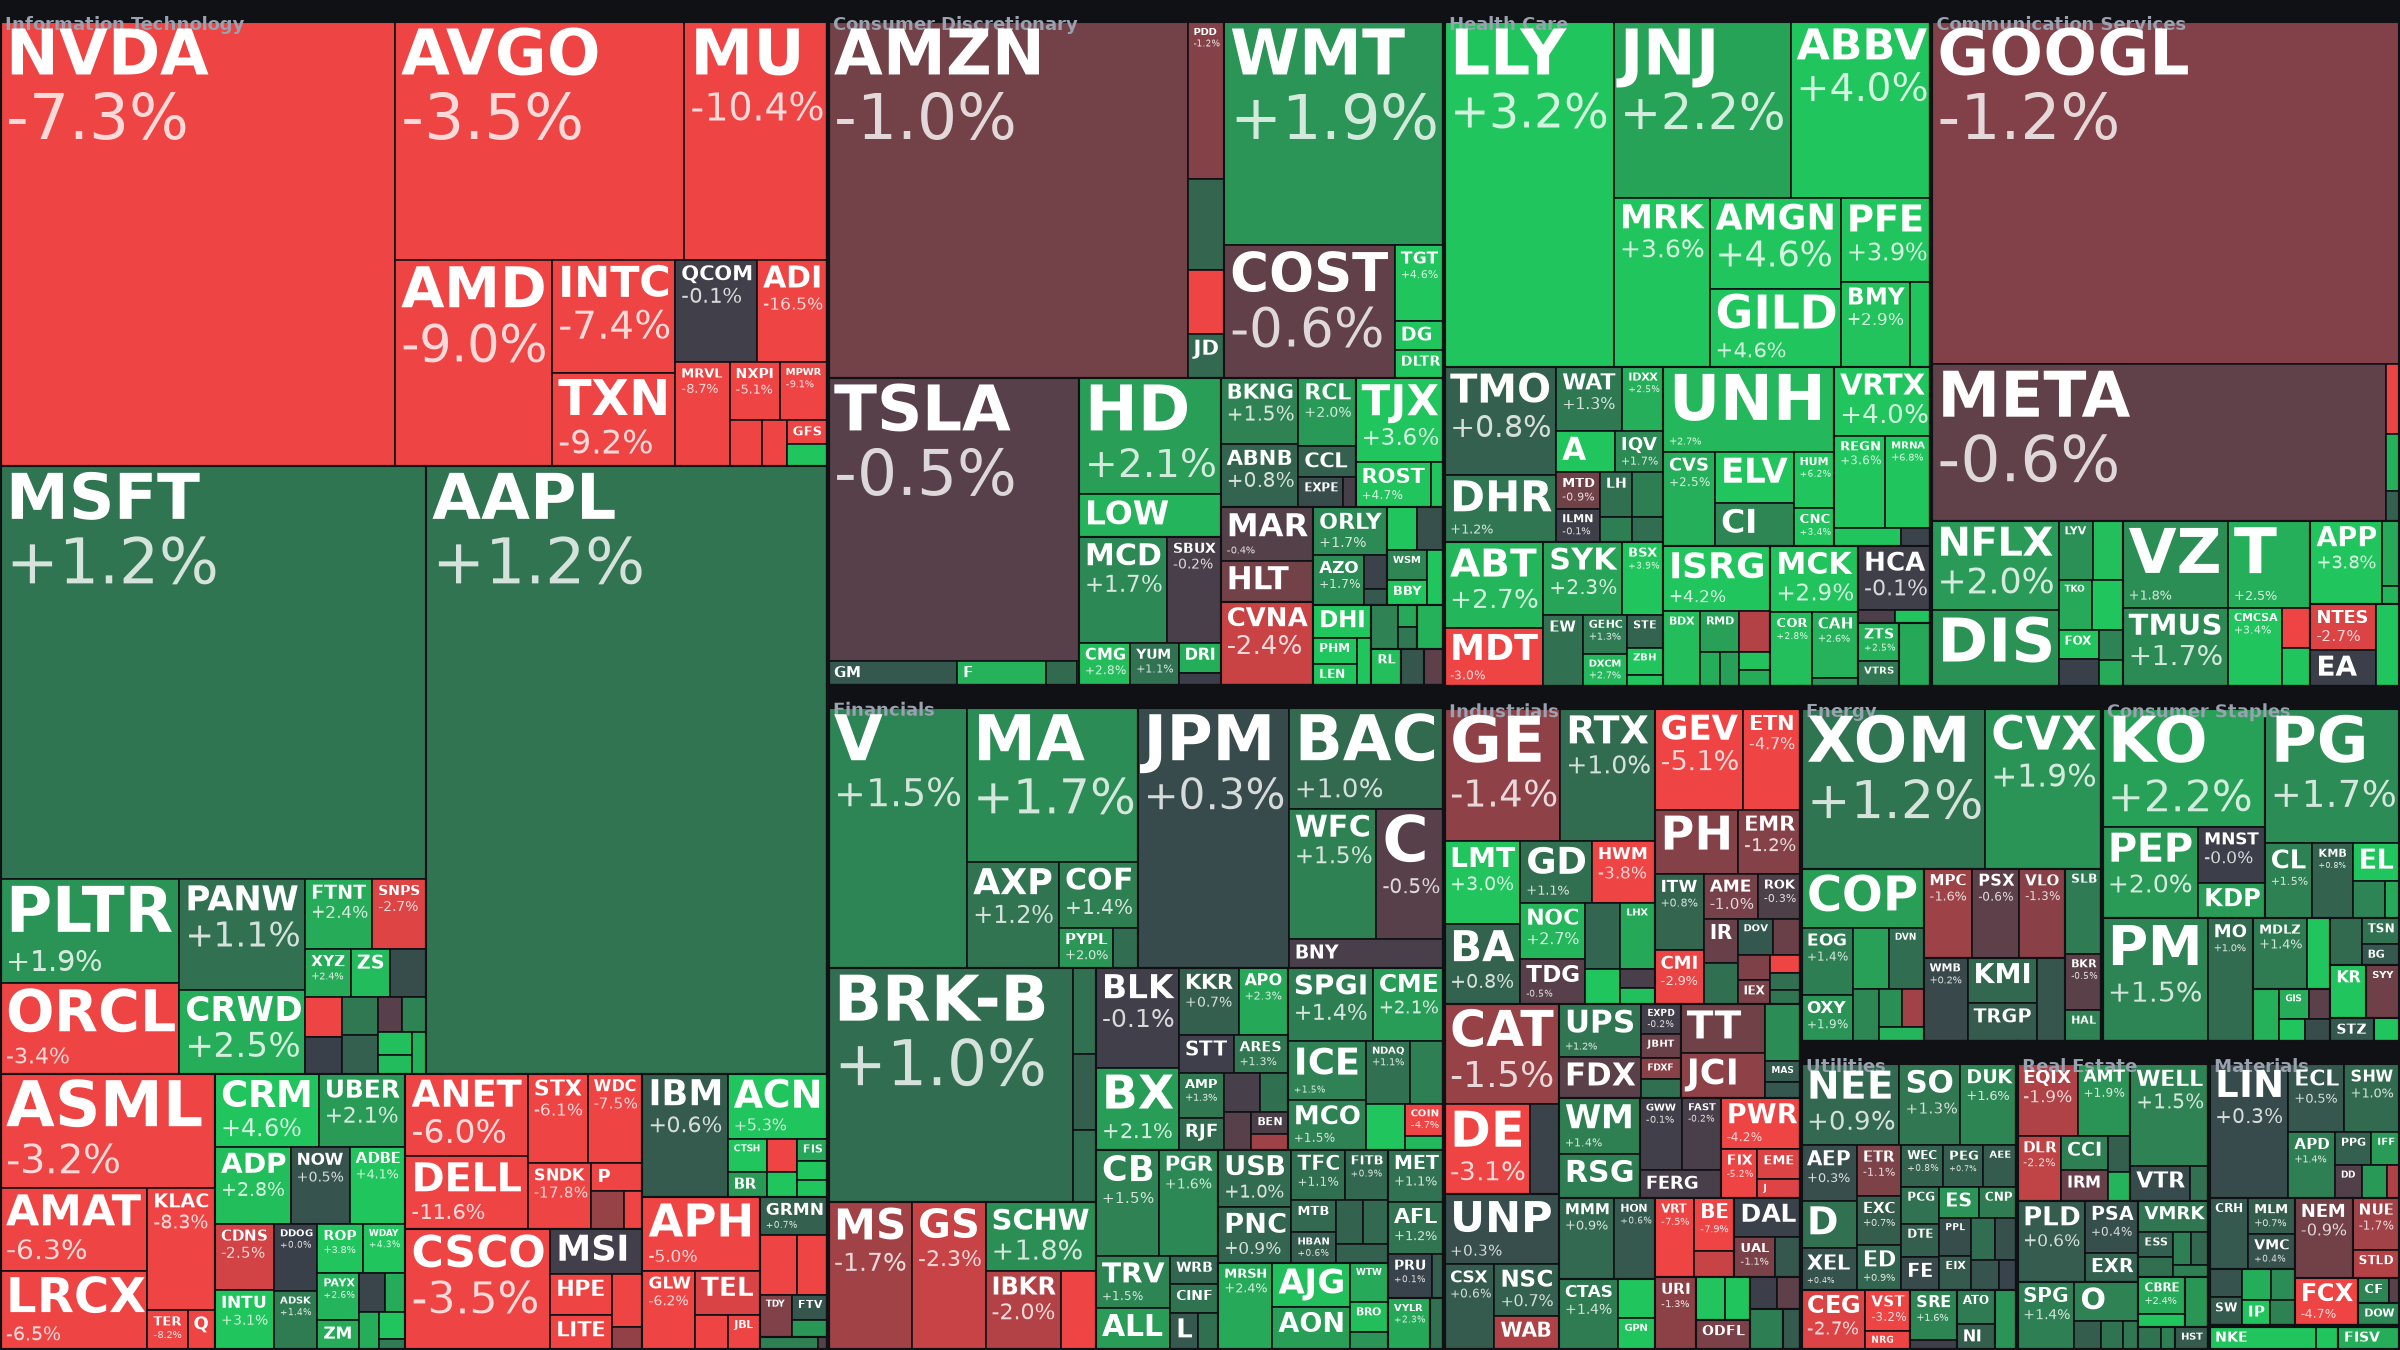 Information Technology
NVDA
-7.3%
AVGO
-3.5%
MU
-10.4%
AMD
-9.0%
INTC
-7.4%
QCOM
-0.1%
ADI
-16.5%
TXN
-9.2%
MRVL
-8.7%
NXPI
-5.1%
MPWR
-9.1%
GFS
MSFT
+1.2%
AAPL
+1.2%
PLTR
+1.9%
PANW
+1.1%
FTNT
+2.4%
SNPS
-2.7%
XYZ
+2.4%
ZS
ORCL
-3.4%
CRWD
+2.5%
ASML
-3.2%
CRM
+4.6%
UBER
+2.1%
ADP
+2.8%
NOW
+0.5%
ADBE
+4.1%
AMAT
-6.3%
KLAC
-8.3%
LRCX
-6.5%
TER
-8.2%
Q
CDNS
-2.5%
DDOG
+0.0%
ROP
+3.8%
WDAY
+4.3%
INTU
+3.1%
ADSK
+1.4%
PAYX
+2.6%
ZM
ANET
-6.0%
STX
-6.1%
WDC
-7.5%
DELL
-11.6%
SNDK
-17.8%
P
CSCO
-3.5%
MSI
HPE
LITE
IBM
+0.6%
ACN
+5.3%
CTSH
FIS
BR
APH
-5.0%
GRMN
+0.7%
GLW
-6.2%
TEL
JBL
TDY
FTV
Consumer Discretionary
AMZN
-1.0%
PDD
-1.2%
JD
WMT
+1.9%
COST
-0.6%
TGT
+4.6%
DG
DLTR
TSLA
-0.5%
GM
F
HD
+2.1%
LOW
MCD
+1.7%
SBUX
-0.2%
CMG
+2.8%
YUM
+1.1%
DRI
BKNG
+1.5%
RCL
+2.0%
TJX
+3.6%
ABNB
+0.8%
CCL
EXPE
ROST
+4.7%
MAR
-0.4%
HLT
CVNA
-2.4%
ORLY
+1.7%
AZO
+1.7%
WSM
BBY
DHI
PHM
LEN
RL
Health Care
LLY
+3.2%
JNJ
+2.2%
ABBV
+4.0%
MRK
+3.6%
AMGN
+4.6%
PFE
+3.9%
GILD
+4.6%
BMY
+2.9%
TMO
+0.8%
WAT
+1.3%
IDXX
+2.5%
A
IQV
+1.7%
DHR
+1.2%
MTD
-0.9%
LH
ILMN
-0.1%
UNH
+2.7%
VRTX
+4.0%
CVS
+2.5%
ELV
HUM
+6.2%
CI
CNC
+3.4%
REGN
+3.6%
MRNA
+6.8%
ABT
+2.7%
SYK
+2.3%
BSX
+3.9%
MDT
-3.0%
EW
GEHC
+1.3%
STE
DXCM
+2.7%
ZBH
ISRG
+4.2%
MCK
+2.9%
HCA
-0.1%
BDX
RMD
COR
+2.8%
CAH
+2.6%
ZTS
+2.5%
VTRS
Communication Services
GOOGL
-1.2%
META
-0.6%
NFLX
+2.0%
LYV
TKO
DIS
FOX
VZ
+1.8%
T
+2.5%
TMUS
+1.7%
CMCSA
+3.4%
APP
+3.8%
NTES
-2.7%
EA
Financials
V
+1.5%
MA
+1.7%
JPM
+0.3%
BAC
+1.0%
WFC
+1.5%
C
-0.5%
BNY
AXP
+1.2%
COF
+1.4%
PYPL
+2.0%
BRK-B
+1.0%
BLK
-0.1%
KKR
+0.7%
APO
+2.3%
STT
ARES
+1.3%
BX
+2.1%
AMP
+1.3%
RJF
BEN
SPGI
+1.4%
CME
+2.1%
ICE
+1.5%
NDAQ
+1.1%
MCO
+1.5%
COIN
-4.7%
MS
-1.7%
GS
-2.3%
SCHW
+1.8%
IBKR
-2.0%
CB
+1.5%
PGR
+1.6%
TRV
+1.5%
WRB
CINF
ALL
L
USB
+1.0%
TFC
+1.1%
FITB
+0.9%
PNC
+0.9%
MTB
HBAN
+0.6%
MET
+1.1%
AFL
+1.2%
PRU
+0.1%
MRSH
+2.4%
AJG
WTW
AON
BRO
VYLR
+2.3%
Industrials
GE
-1.4%
RTX
+1.0%
LMT
+3.0%
GD
+1.1%
HWM
-3.8%
BA
+0.8%
NOC
+2.7%
LHX
TDG
-0.5%
GEV
-5.1%
ETN
-4.7%
PH
EMR
-1.2%
ITW
+0.8%
AME
-1.0%
ROK
-0.3%
IR
DOV
CMI
-2.9%
IEX
CAT
-1.5%
DE
-3.1%
UPS
+1.2%
EXPD
-0.2%
JBHT
FDX
FDXF
TT
JCI
MAS
WM
+1.4%
RSG
GWW
-0.1%
FAST
-0.2%
FERG
PWR
-4.2%
FIX
-5.2%
EME
J
UNP
+0.3%
CSX
+0.6%
NSC
+0.7%
WAB
MMM
+0.9%
HON
+0.6%
CTAS
+1.4%
GPN
VRT
-7.5%
BE
-7.9%
DAL
UAL
-1.1%
URI
-1.3%
ODFL
Energy
XOM
+1.2%
CVX
+1.9%
COP
EOG
+1.4%
DVN
OXY
+1.9%
MPC
-1.6%
PSX
-0.6%
VLO
-1.3%
SLB
WMB
+0.2%
KMI
TRGP
BKR
-0.5%
HAL
Consumer Staples
KO
+2.2%
PG
+1.7%
PEP
+2.0%
MNST
-0.0%
KDP
CL
+1.5%
KMB
+0.8%
EL
PM
+1.5%
MO
+1.0%
MDLZ
+1.4%
GIS
TSN
BG
KR
SYY
STZ
Utilities
NEE
+0.9%
SO
+1.3%
DUK
+1.6%
AEP
+0.3%
ETR
-1.1%
WEC
+0.8%
PEG
+0.7%
AEE
D
EXC
+0.7%
PCG
ES
CNP
DTE
PPL
XEL
+0.4%
ED
+0.9%
FE
EIX
CEG
-2.7%
VST
-3.2%
NRG
SRE
+1.6%
ATO
NI
Real Estate
EQIX
-1.9%
AMT
+1.9%
WELL
+1.5%
DLR
-2.2%
CCI
IRM
VTR
PLD
+0.6%
PSA
+0.4%
VMRK
EXR
ESS
SPG
+1.4%
O
CBRE
+2.4%
HST
Materials
LIN
+0.3%
ECL
+0.5%
SHW
+1.0%
APD
+1.4%
PPG
IFF
DD
CRH
MLM
+0.7%
VMC
+0.4%
NEM
-0.9%
NUE
-1.7%
STLD
SW
IP
FCX
-4.7%
CF
DOW
NKE
FISV